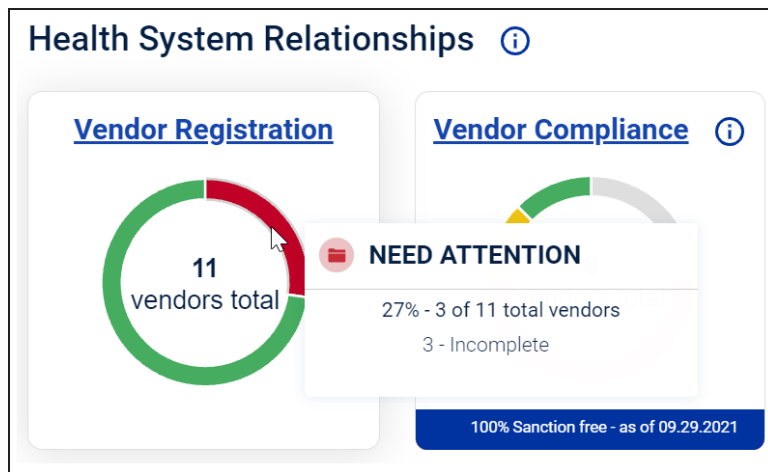 Health System Relationships
Vendor Registration
11
vendors total
Vendor Compliance
NEED ATTENTION
27% - 3 of 11 total vendors
3 - Incomplete
100% Sanction free - as of 09.29.2021